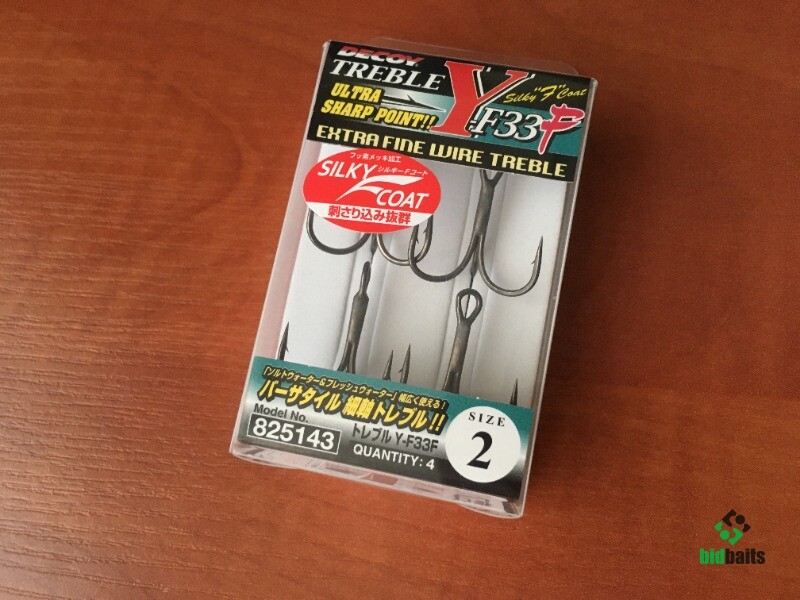 DECOY
TREBLE Y-F33F
Silky "F" Coat
ULTRA
SHARP POINT!!
EXTRA FINE WIRE TREBLE
フッ素メッキ加工
SILKY シルキーFコート
COAT
刺さり込み抜群
「ソルトウォーター&フレッシュウォーター」幅広く使える!
バーサタイル 細軸トレブル!!
Model No.
825143
トレブル Y-F33F
QUANTITY: 4
SIZE
2
bidbaits